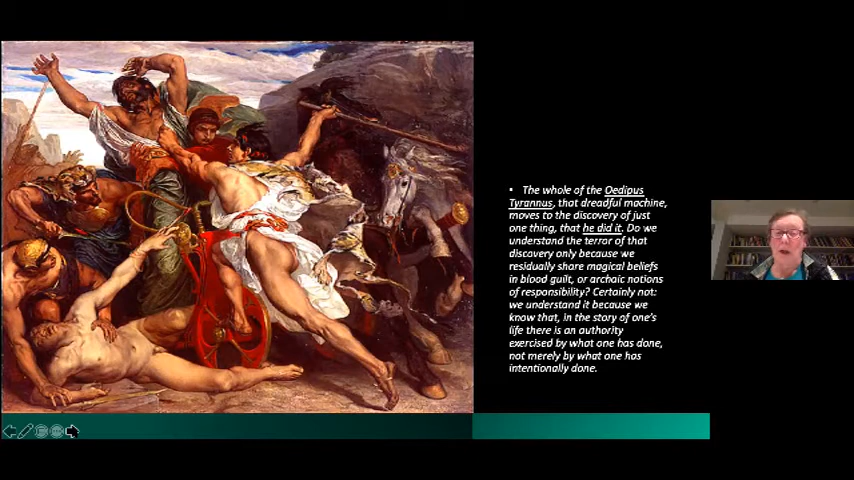 • The whole of the Oedipus
Tyrannus, that dreadful machine,
moves to the discovery of just
one thing, that he did it. Do we
understand the terror of that
discovery only because we
residually share magical beliefs
in blood guilt, or archaic notions
of responsibility? Certainly not:
we understand it because we
know that, in the story of one's
life there is an authority
exercised by what one has done,
not merely by what one has
intentionally done.